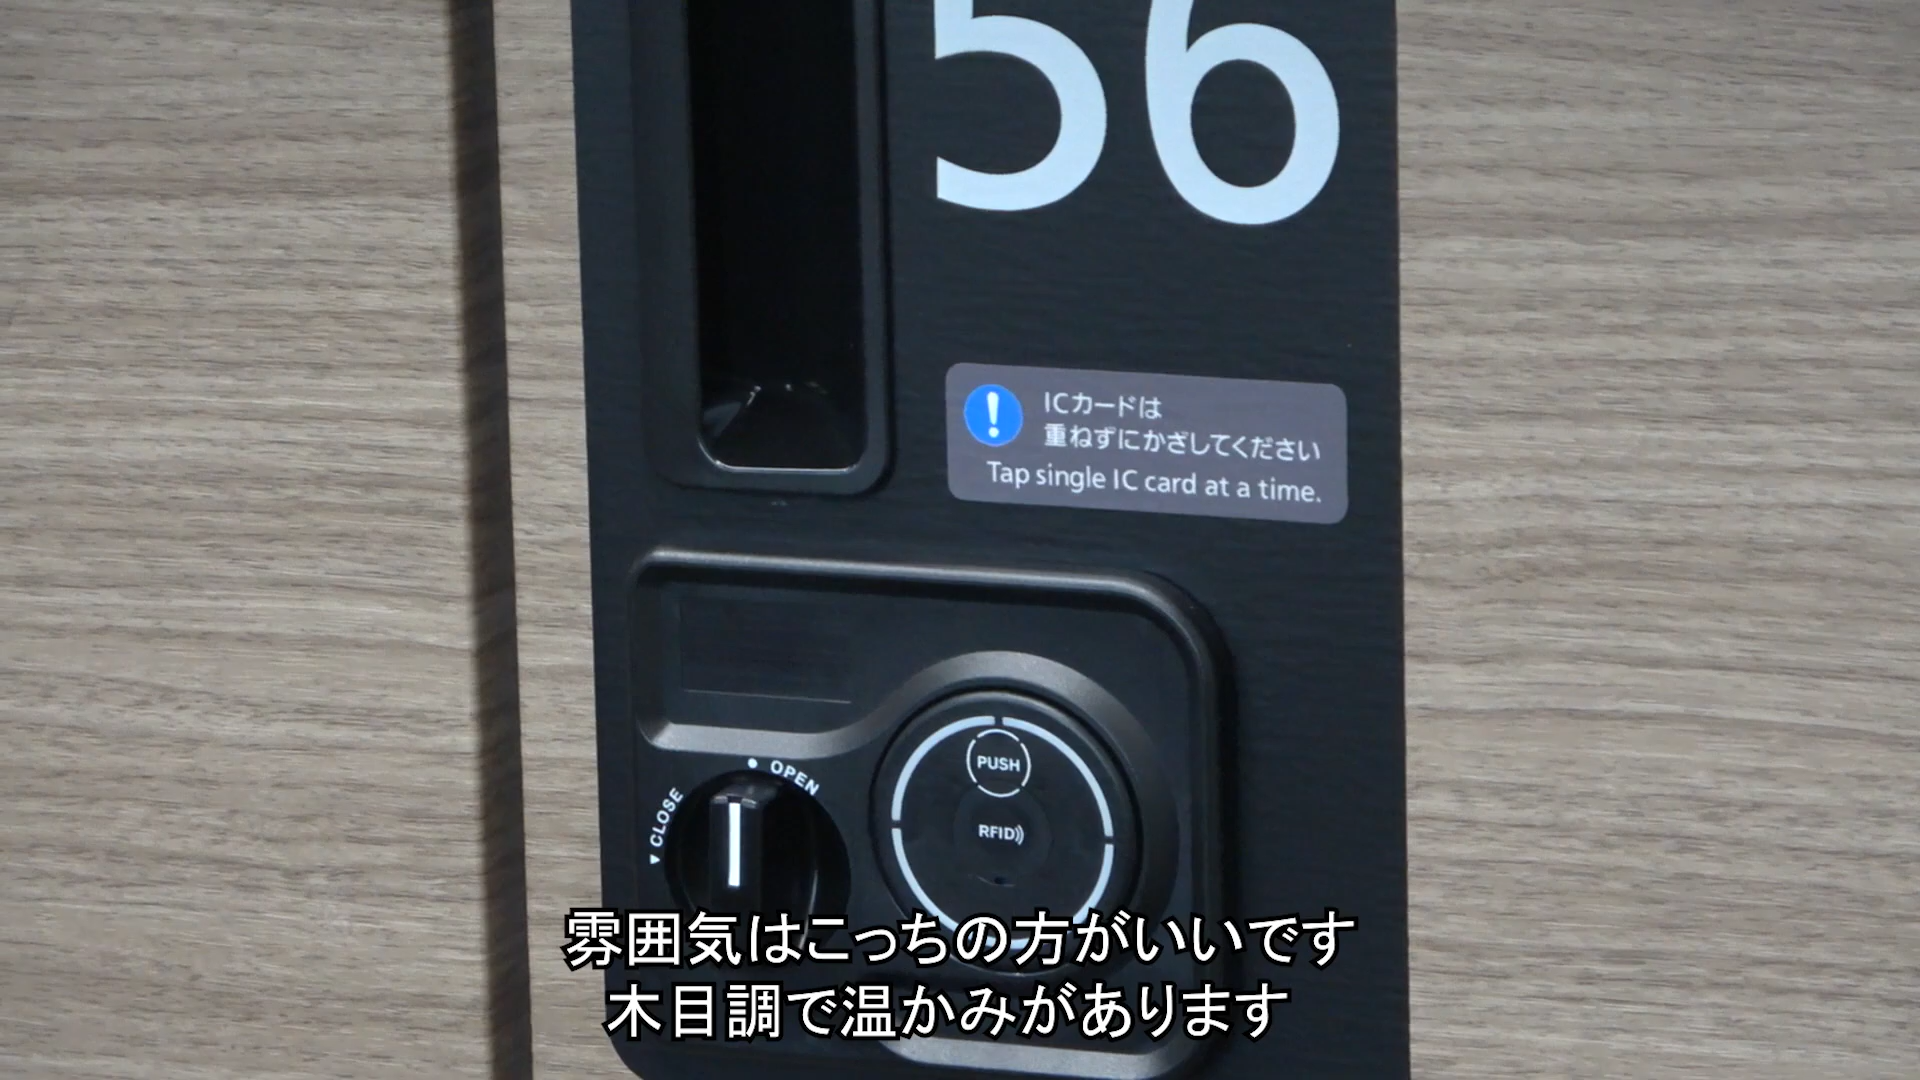 56
ICカードは
重ねずにかざしてください
Tap single IC card at a time.
PUSH
RFID
OPEN
CLOSE
雰囲気はこっちの方がいいです
木目調で温かみがあります